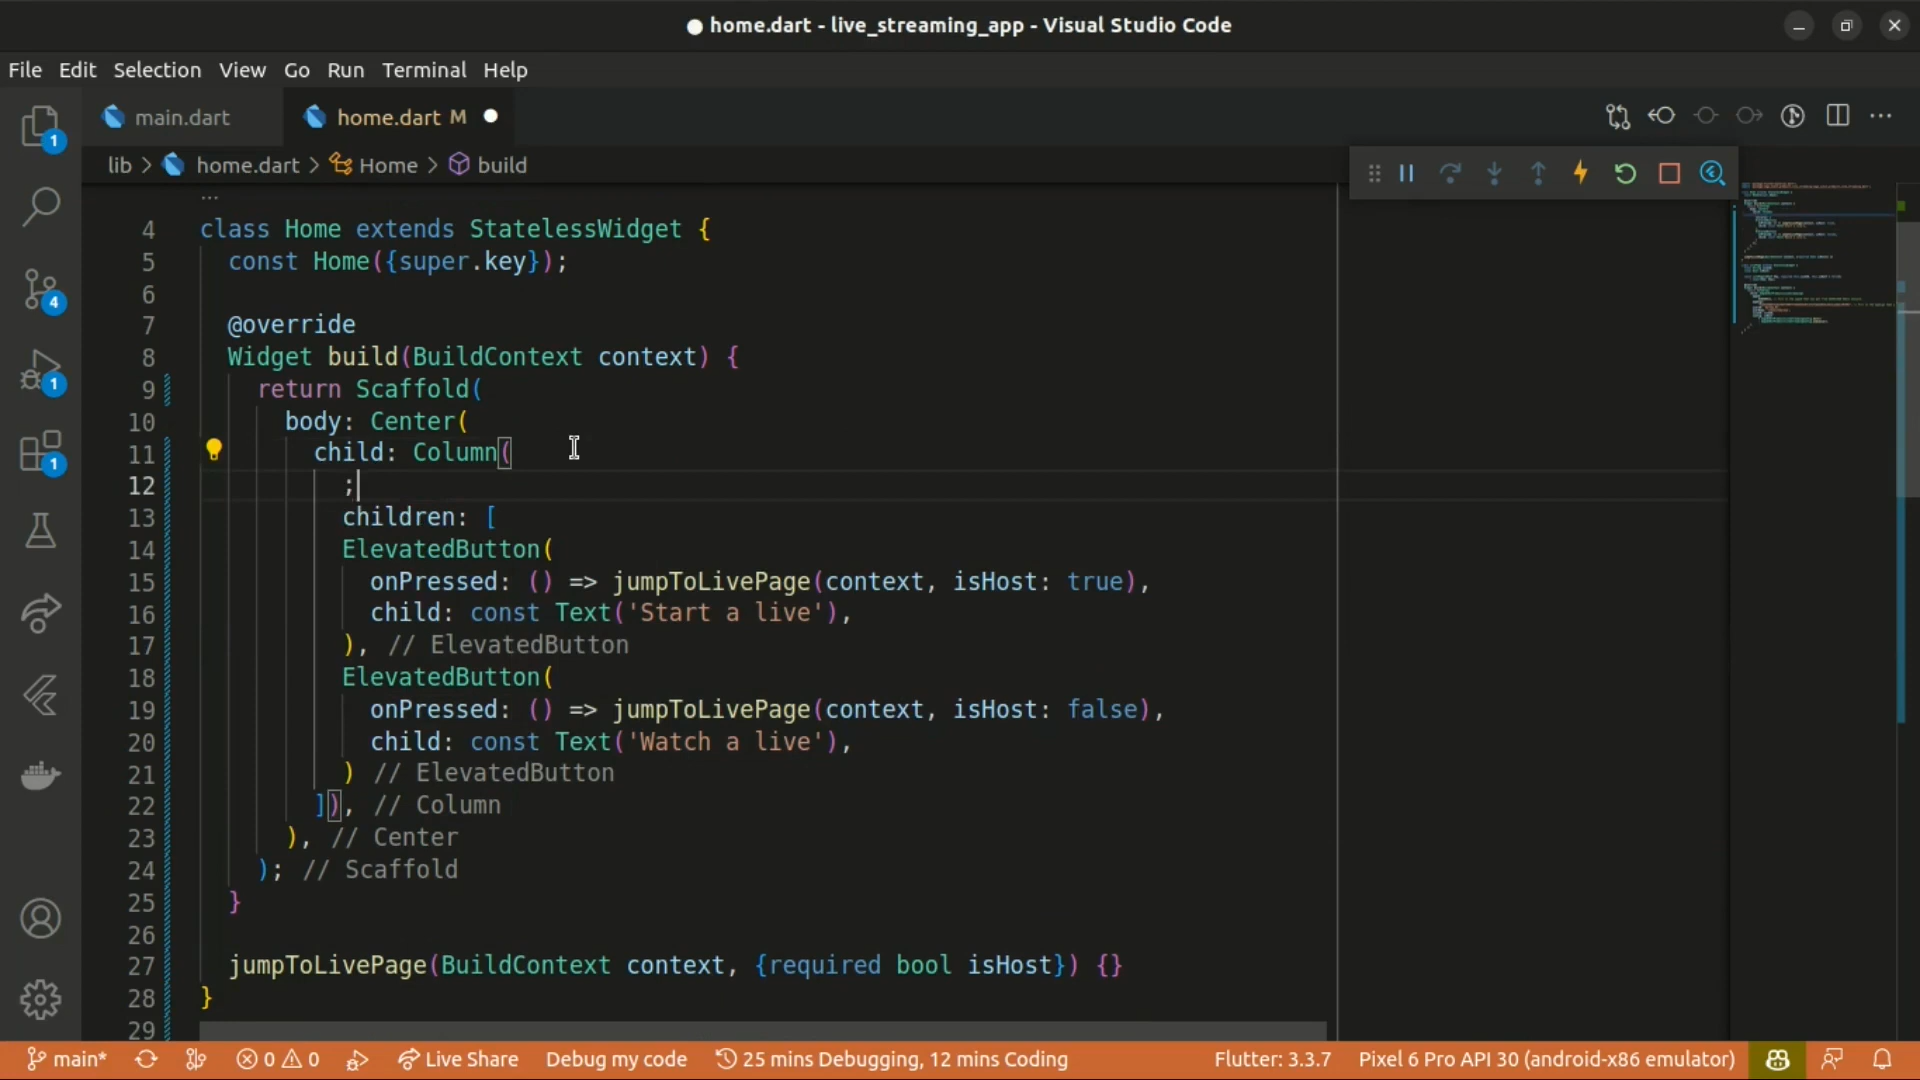 home.dart - live_streaming_app - Visual Studio Code
File Edit Selection View Go Run Terminal Help
main.dart
home.dart M
lib > home.dart > Home > build
4 class Home extends StatelessWidget {
5 const Home({super.key});
6
7 @override
8 Widget build(BuildContext context) {
9 return Scaffold(
10 body: Center(
11 child: Column(
12 ;
13 children: [
14 ElevatedButton(
15 onPressed: () => jumpToLivePage(context, isHost: true),
16 child: const Text('Start a live'),
17 ), // ElevatedButton
18 ElevatedButton(
19 onPressed: () => jumpToLivePage(context, isHost: false),
20 child: const Text('Watch a live'),
21 ) // ElevatedButton
22 ]), // Column
23 ), // Center
24 ); // Scaffold
25 }
26
27 jumpToLivePage(BuildContext context, {required bool isHost}) {}
28 }
29
1
4
1
1
main* 0 0 Live Share Debug my code 25 mins Debugging, 12 mins Coding Flutter: 3.3.7 Pixel 6 Pro API 30 (android-x86 emulator)